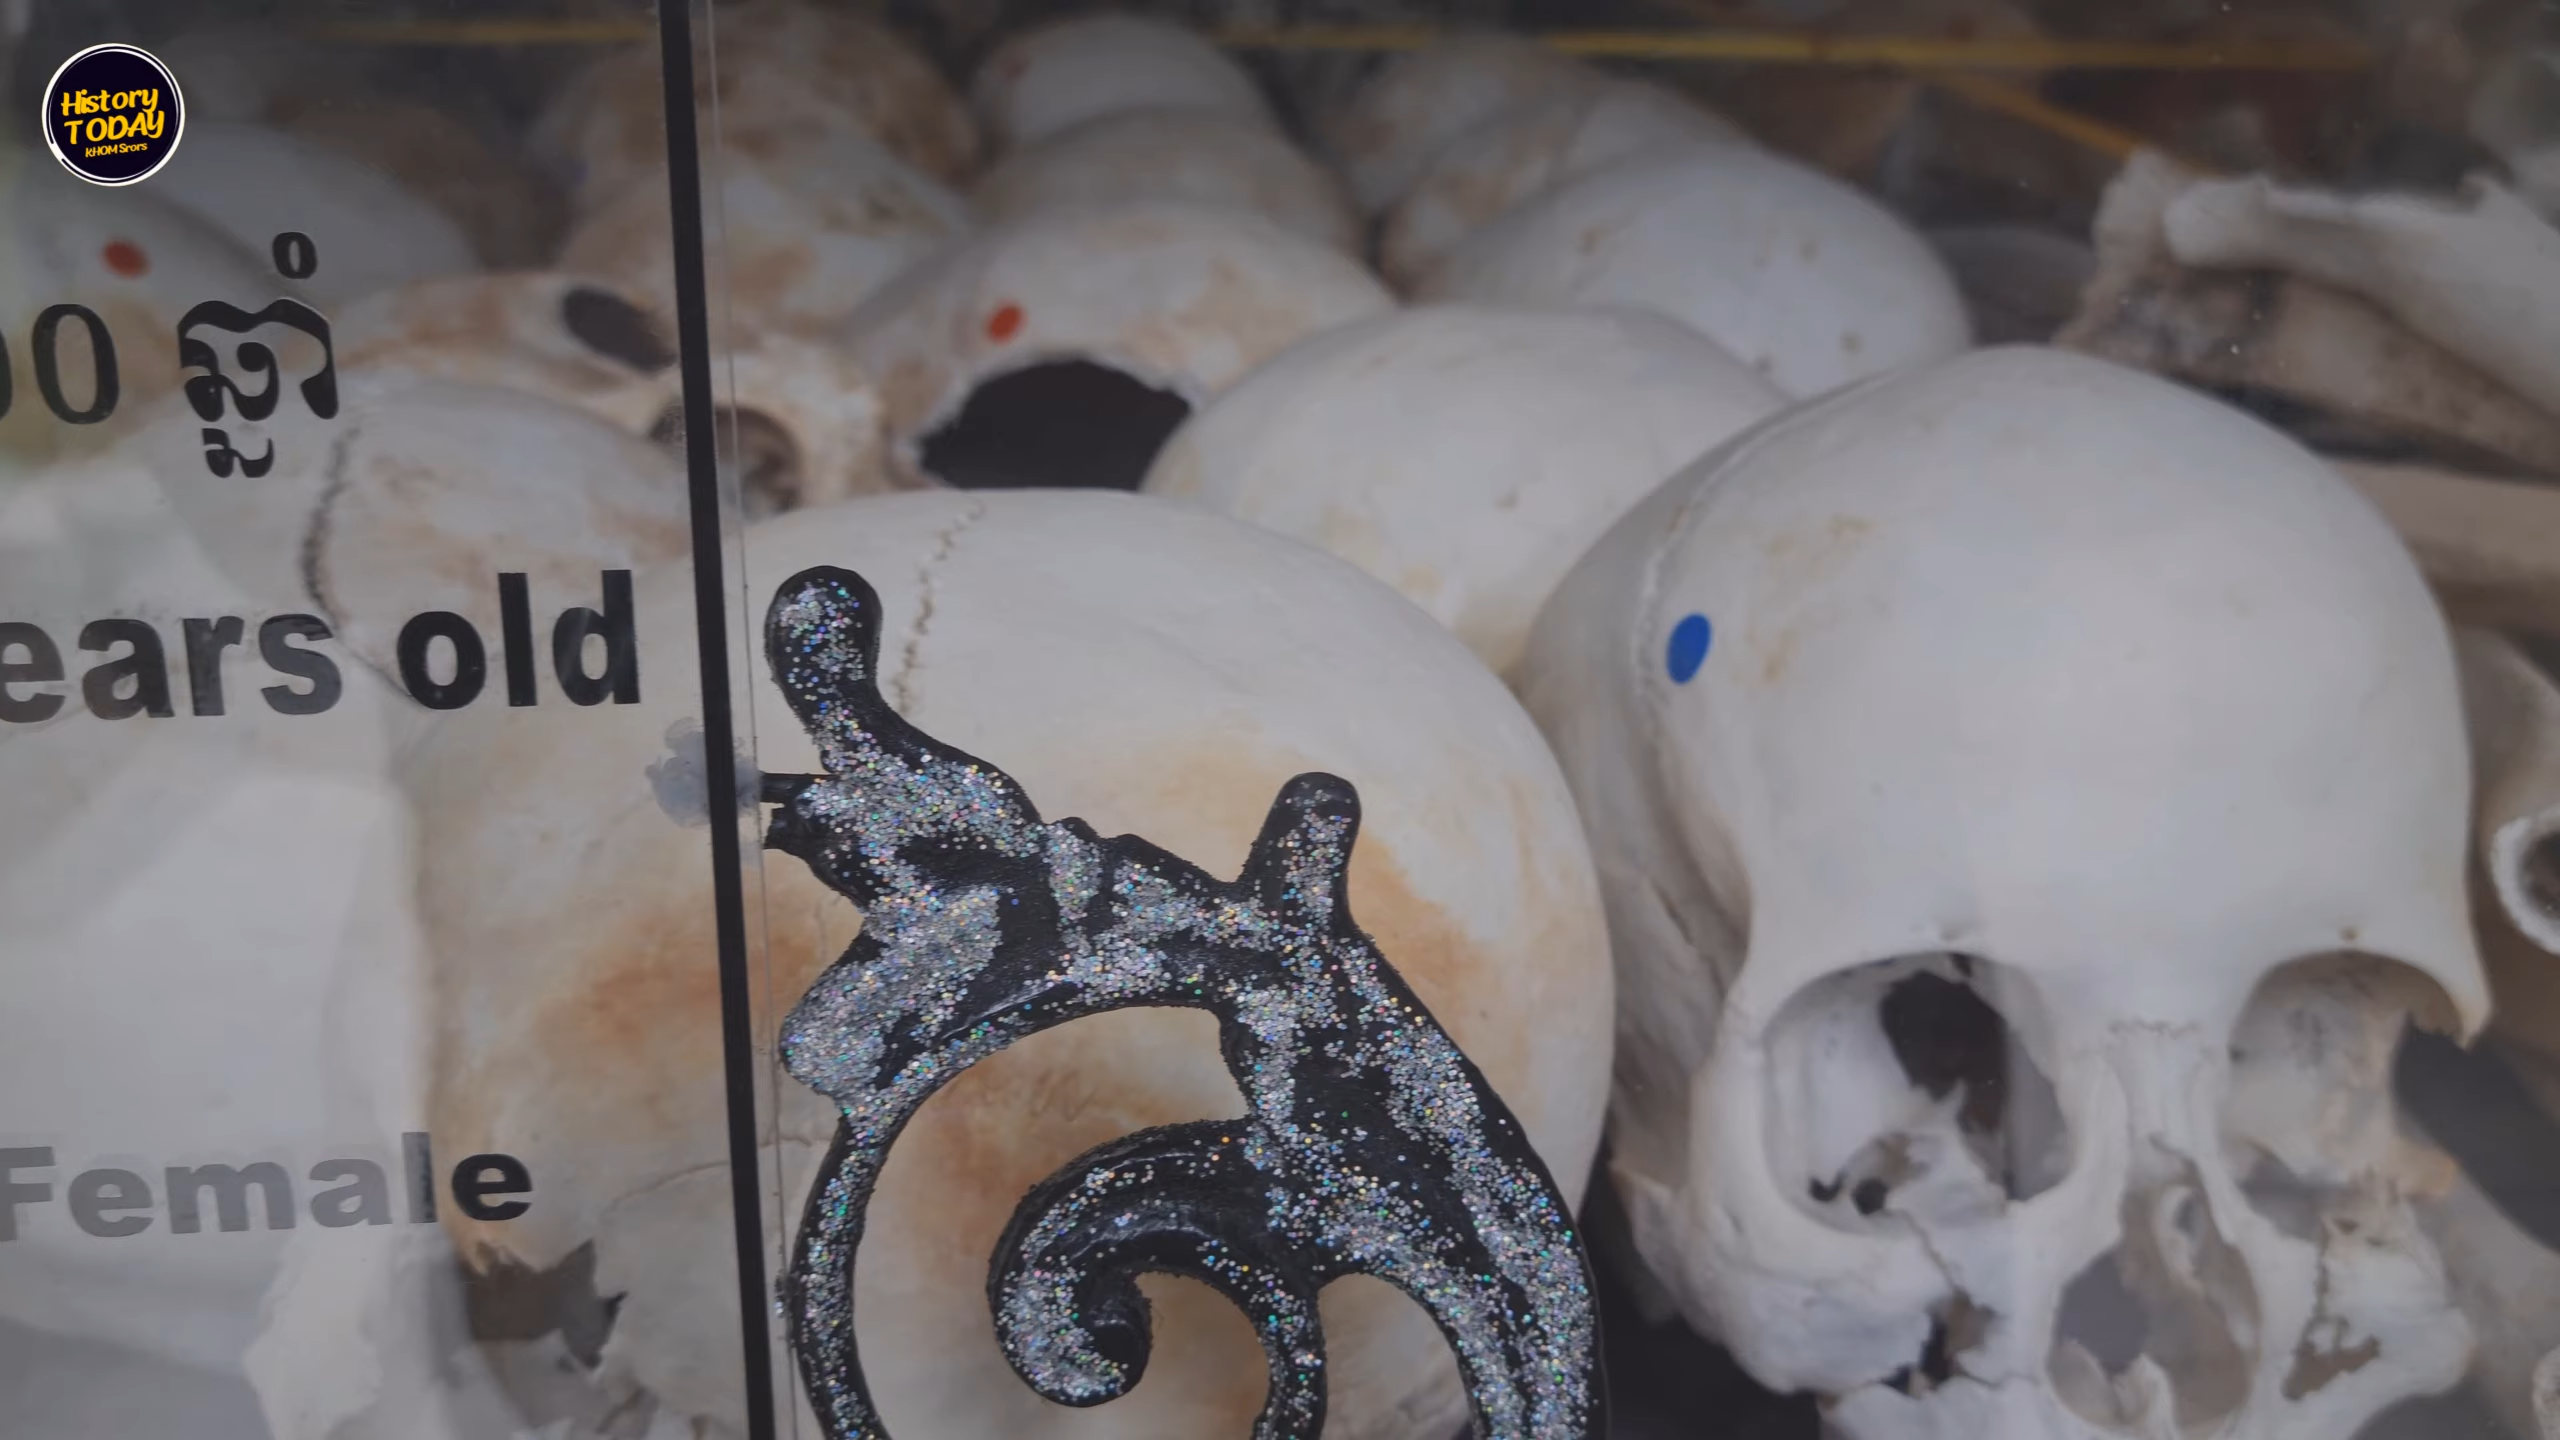 History
TODAY
KHOM Srors
0 ឆ្នាំ
ears old
Female